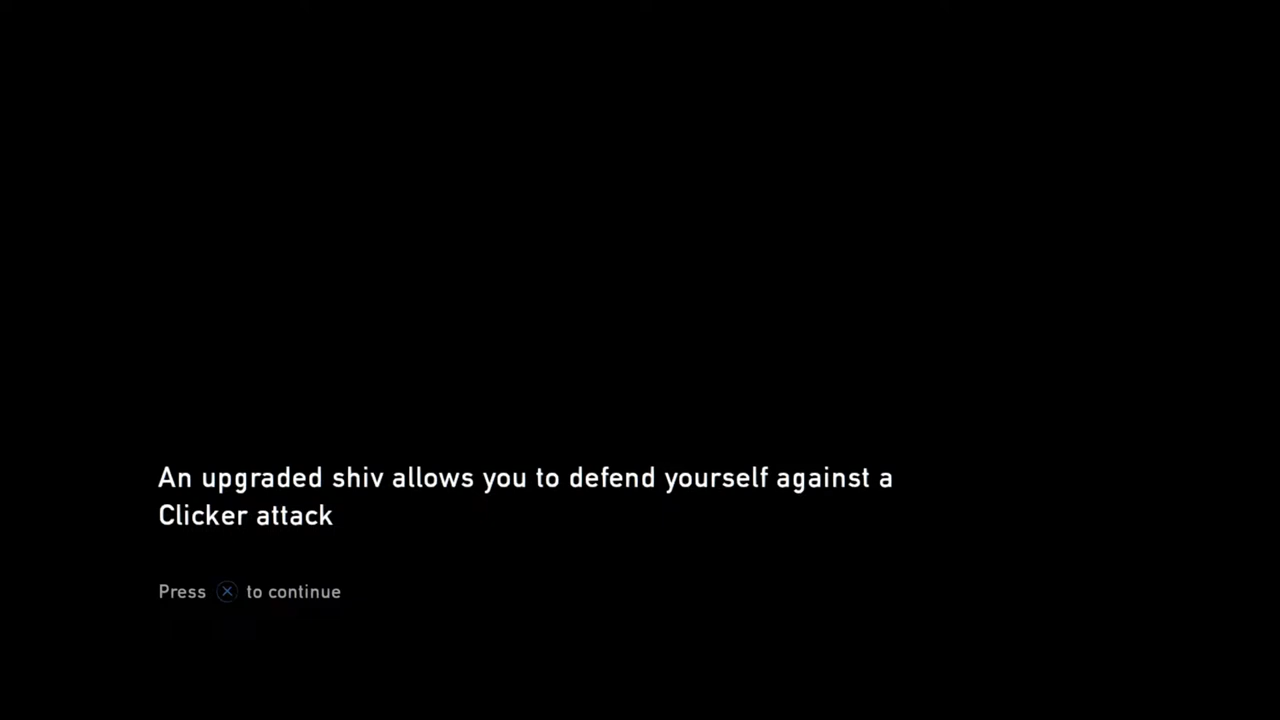 An upgraded shiv allows you to defend yourself against a
Clicker attack
Press ⓧ to continue